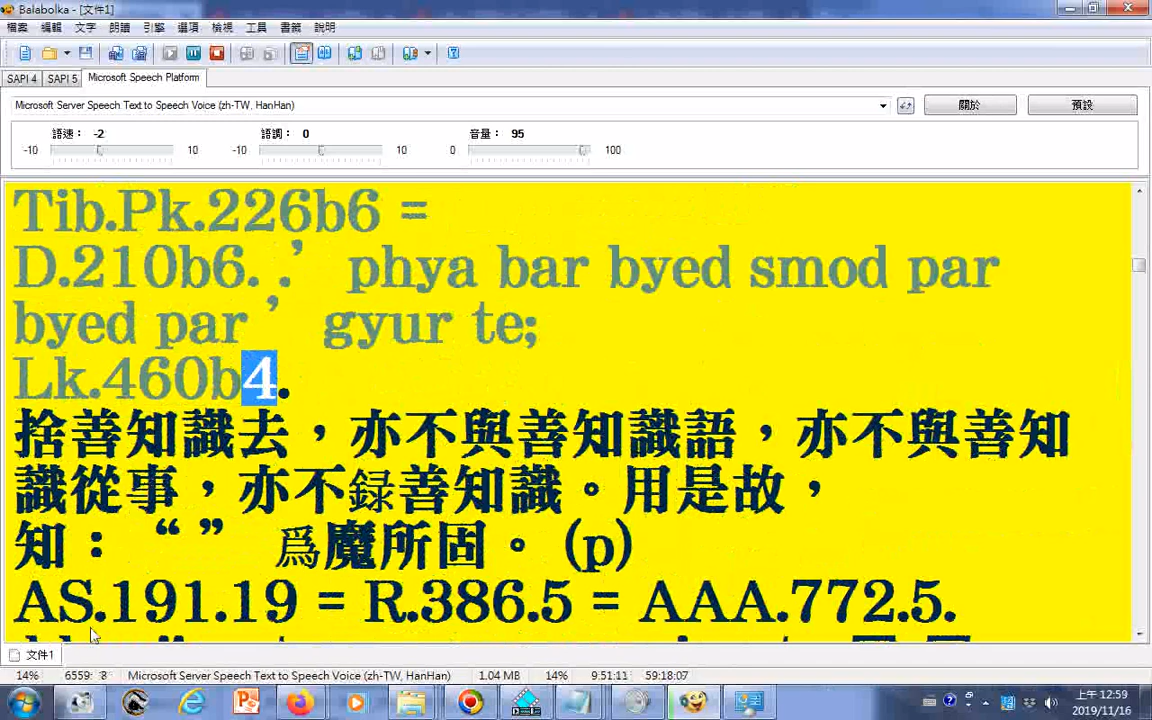 Balabolka - [文件1]
檔案 編輯 文字 朗讀 引擎 選項 檢視 工具 書籤 說明
SAPI 4 SAPI 5 Microsoft Speech Platform
Microsoft Server Speech Text to Speech Voice (zh-TW, HanHan) 關於 預設
語速： -2 語調： 0 音量： 95
-10 10 -10 10 0 100
Tib.Pk.226b6 =
D.210b6. .’ phya bar byed smod par
byed par ’ gyur te;
Lk.460b4.
捨善知識去，亦不與善知識語，亦不與善知
識從事，亦不録善知識。用是故，
知：“ ” 爲魔所固。(p)
AS.191.19 = R.386.5 = AAA.772.5.
文件1
14% 6559: 8 Microsoft Server Speech Text to Speech Voice (zh-TW, HanHan) 1.04 MB 14% 9:51:11 59:18:07
上午 12:59
2019/11/16